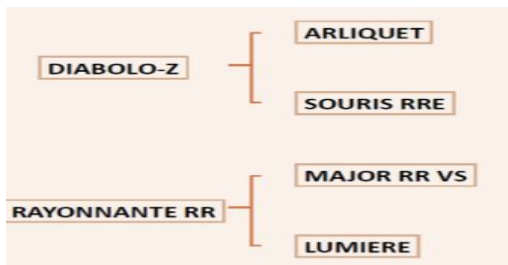 ARLIQUET
DIABOLO-Z
SOURIS RRE
MAJOR RR VS
RAYONNANTE RR
LUMIERE